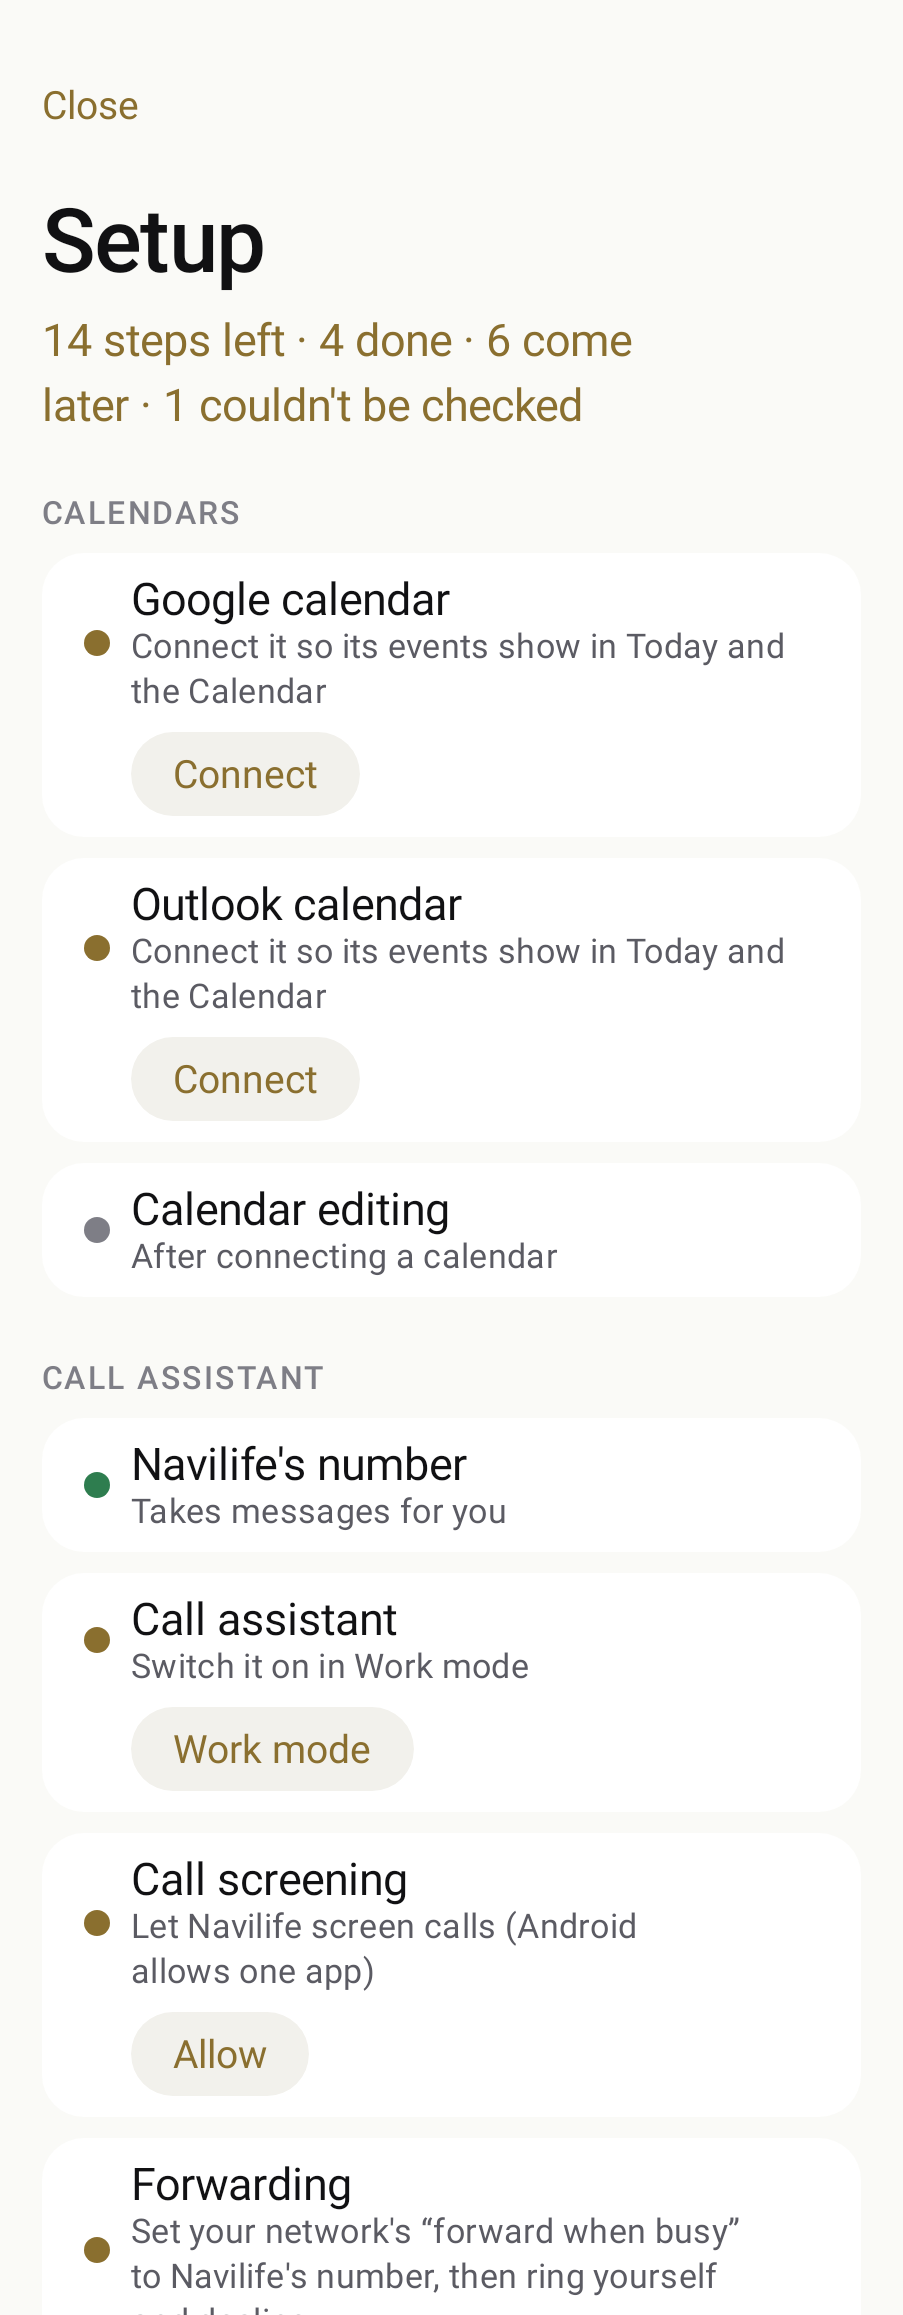 Close
Setup
14 steps left · 4 done · 6 come
later · 1 couldn't be checked
CALENDARS
Google calendar
Connect it so its events show in Today and
the Calendar
Connect
Outlook calendar
Connect it so its events show in Today and
the Calendar
Connect
Calendar editing
After connecting a calendar
CALL ASSISTANT
Navilife's number
Takes messages for you
Call assistant
Switch it on in Work mode
Work mode
Call screening
Let Navilife screen calls (Android
allows one app)
Allow
Forwarding
Set your network's “forward when busy”
to Navilife's number, then ring yourself